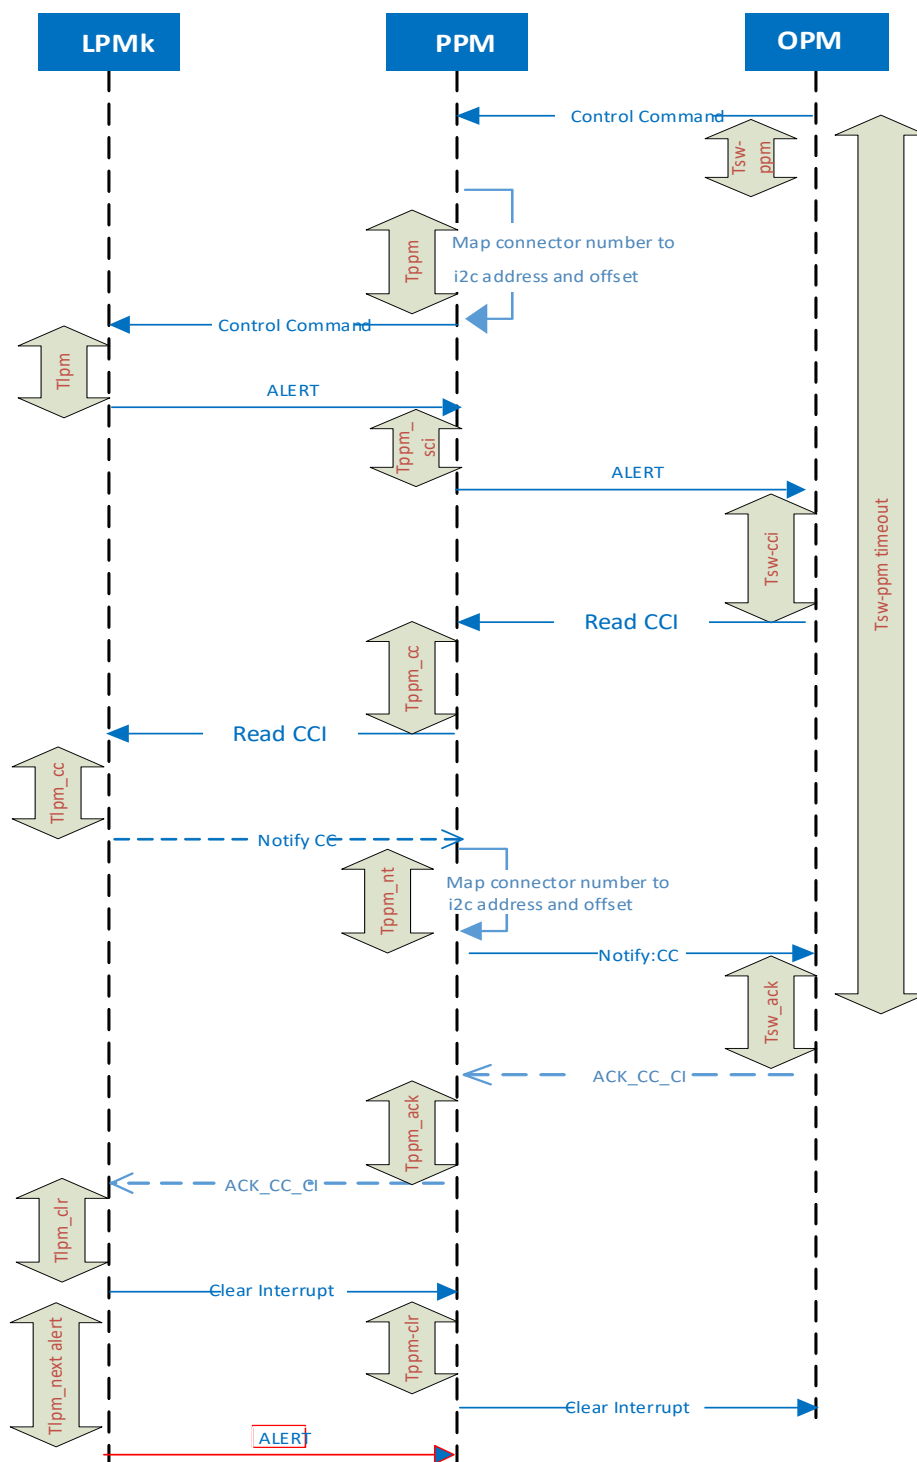 LPMk
PPM
OPM
Control Command
Tsw-
ppm
Tppm
Map connector number to
i2c address and offset
Control Command
Tlpm
ALERT
Tppm_
sci
ALERT
Tsw-cci
Tsw-ppm timeout
Read CCI
Tppm_cc
Read CCI
Tlpm_cc
Notify CC
Tppm_nt
Map connector number to
i2c address and offset
Notify:CC
Tsw_ack
ACK_CC_CI
Tppm_ack
ACK_CC_CI
Tlpm_clr
Clear Interrupt
Tlpm_next alert
Tppm-clr
Clear Interrupt
ALERT